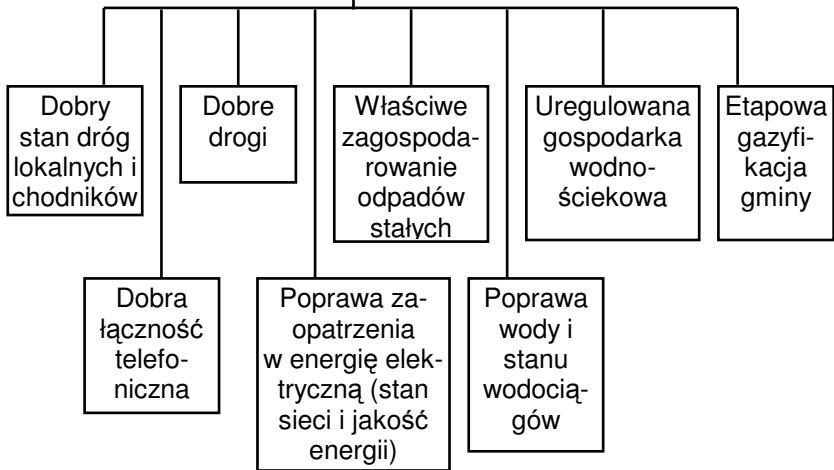 Dobry
stan dróg
lokalnych i
chodników
Dobre
drogi
Właściwe
zagospoda-
rowanie
odpadów
stałych
Uregulowana
gospodarka
wodno-
ściekowa
Etapowa
gazyfi-
kacja
gminy
Dobra
łączność
telefo-
niczna
Poprawa za-
opatrzenia
w energię elek-
tryczną (stan
sieci i jakość
energii)
Poprawa
wody i
stanu
wodocią-
gów